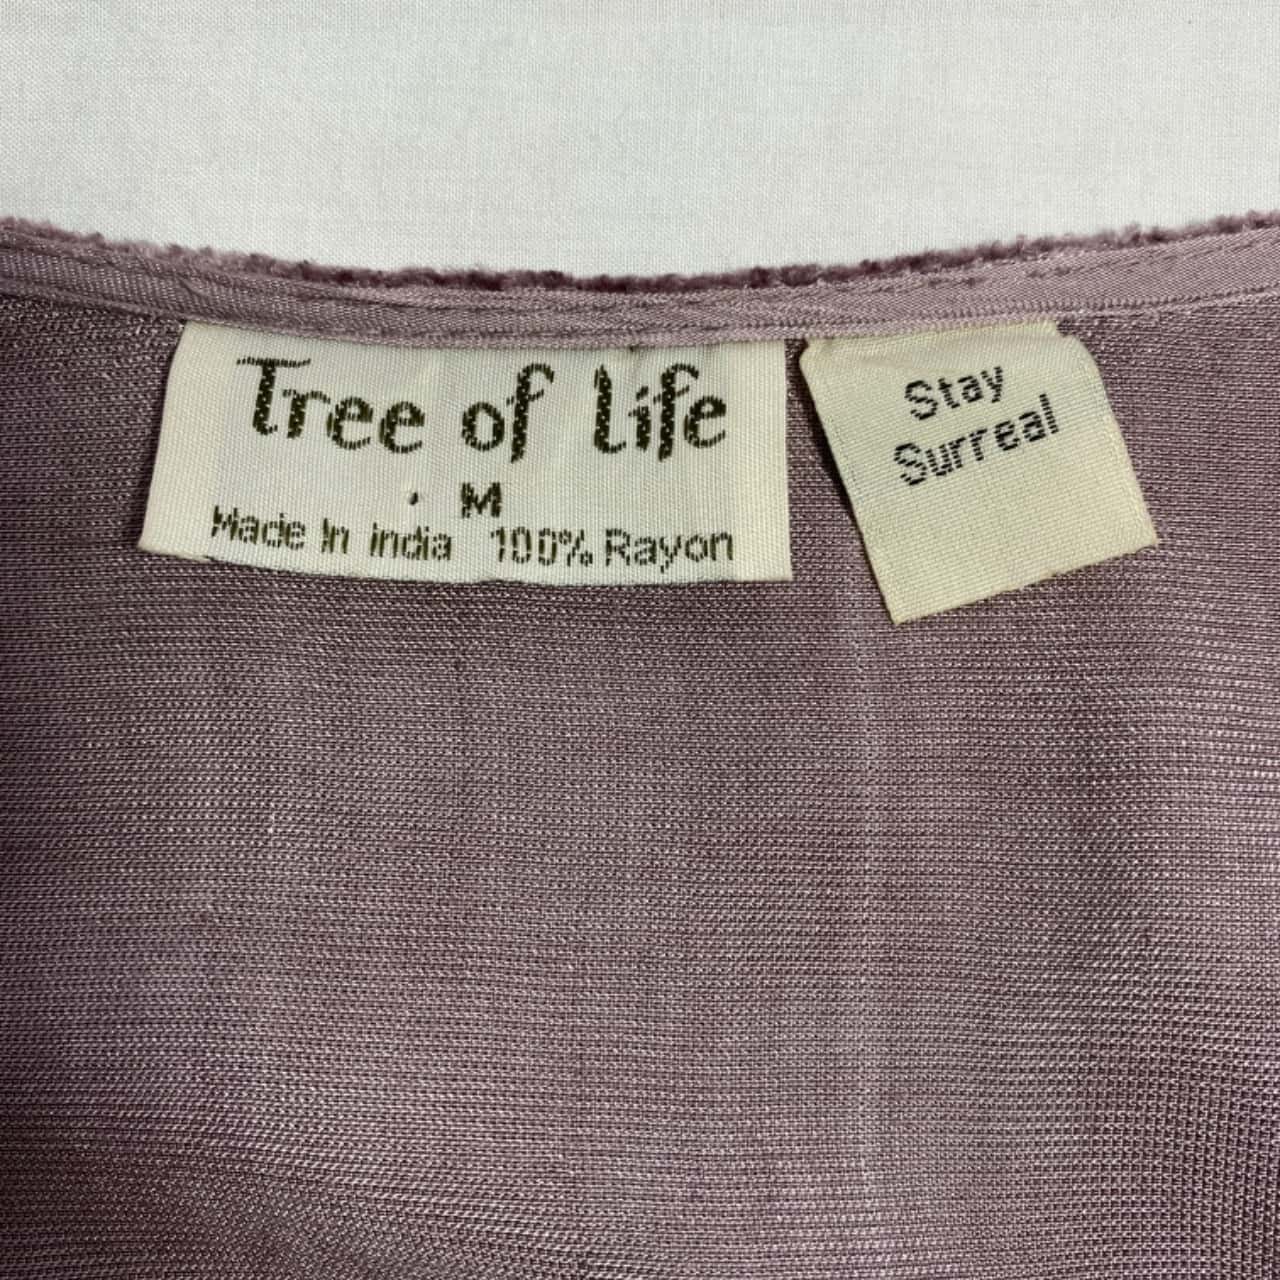 Tree of life
M
Made In india 100% Rayon
Stay
Surreal